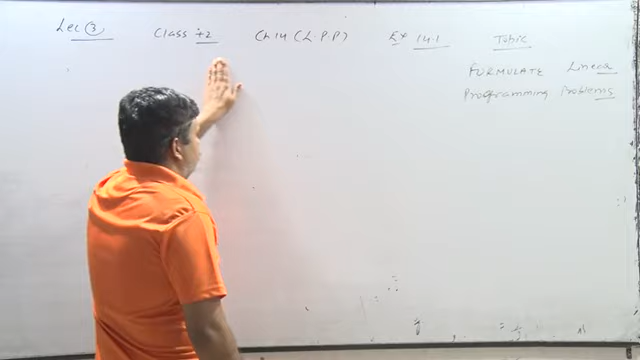 Lec 3 Class +2 Ch 14 (L.P.P) Ex 14.1 Topic
FORMULATE Linear
Programming Problems